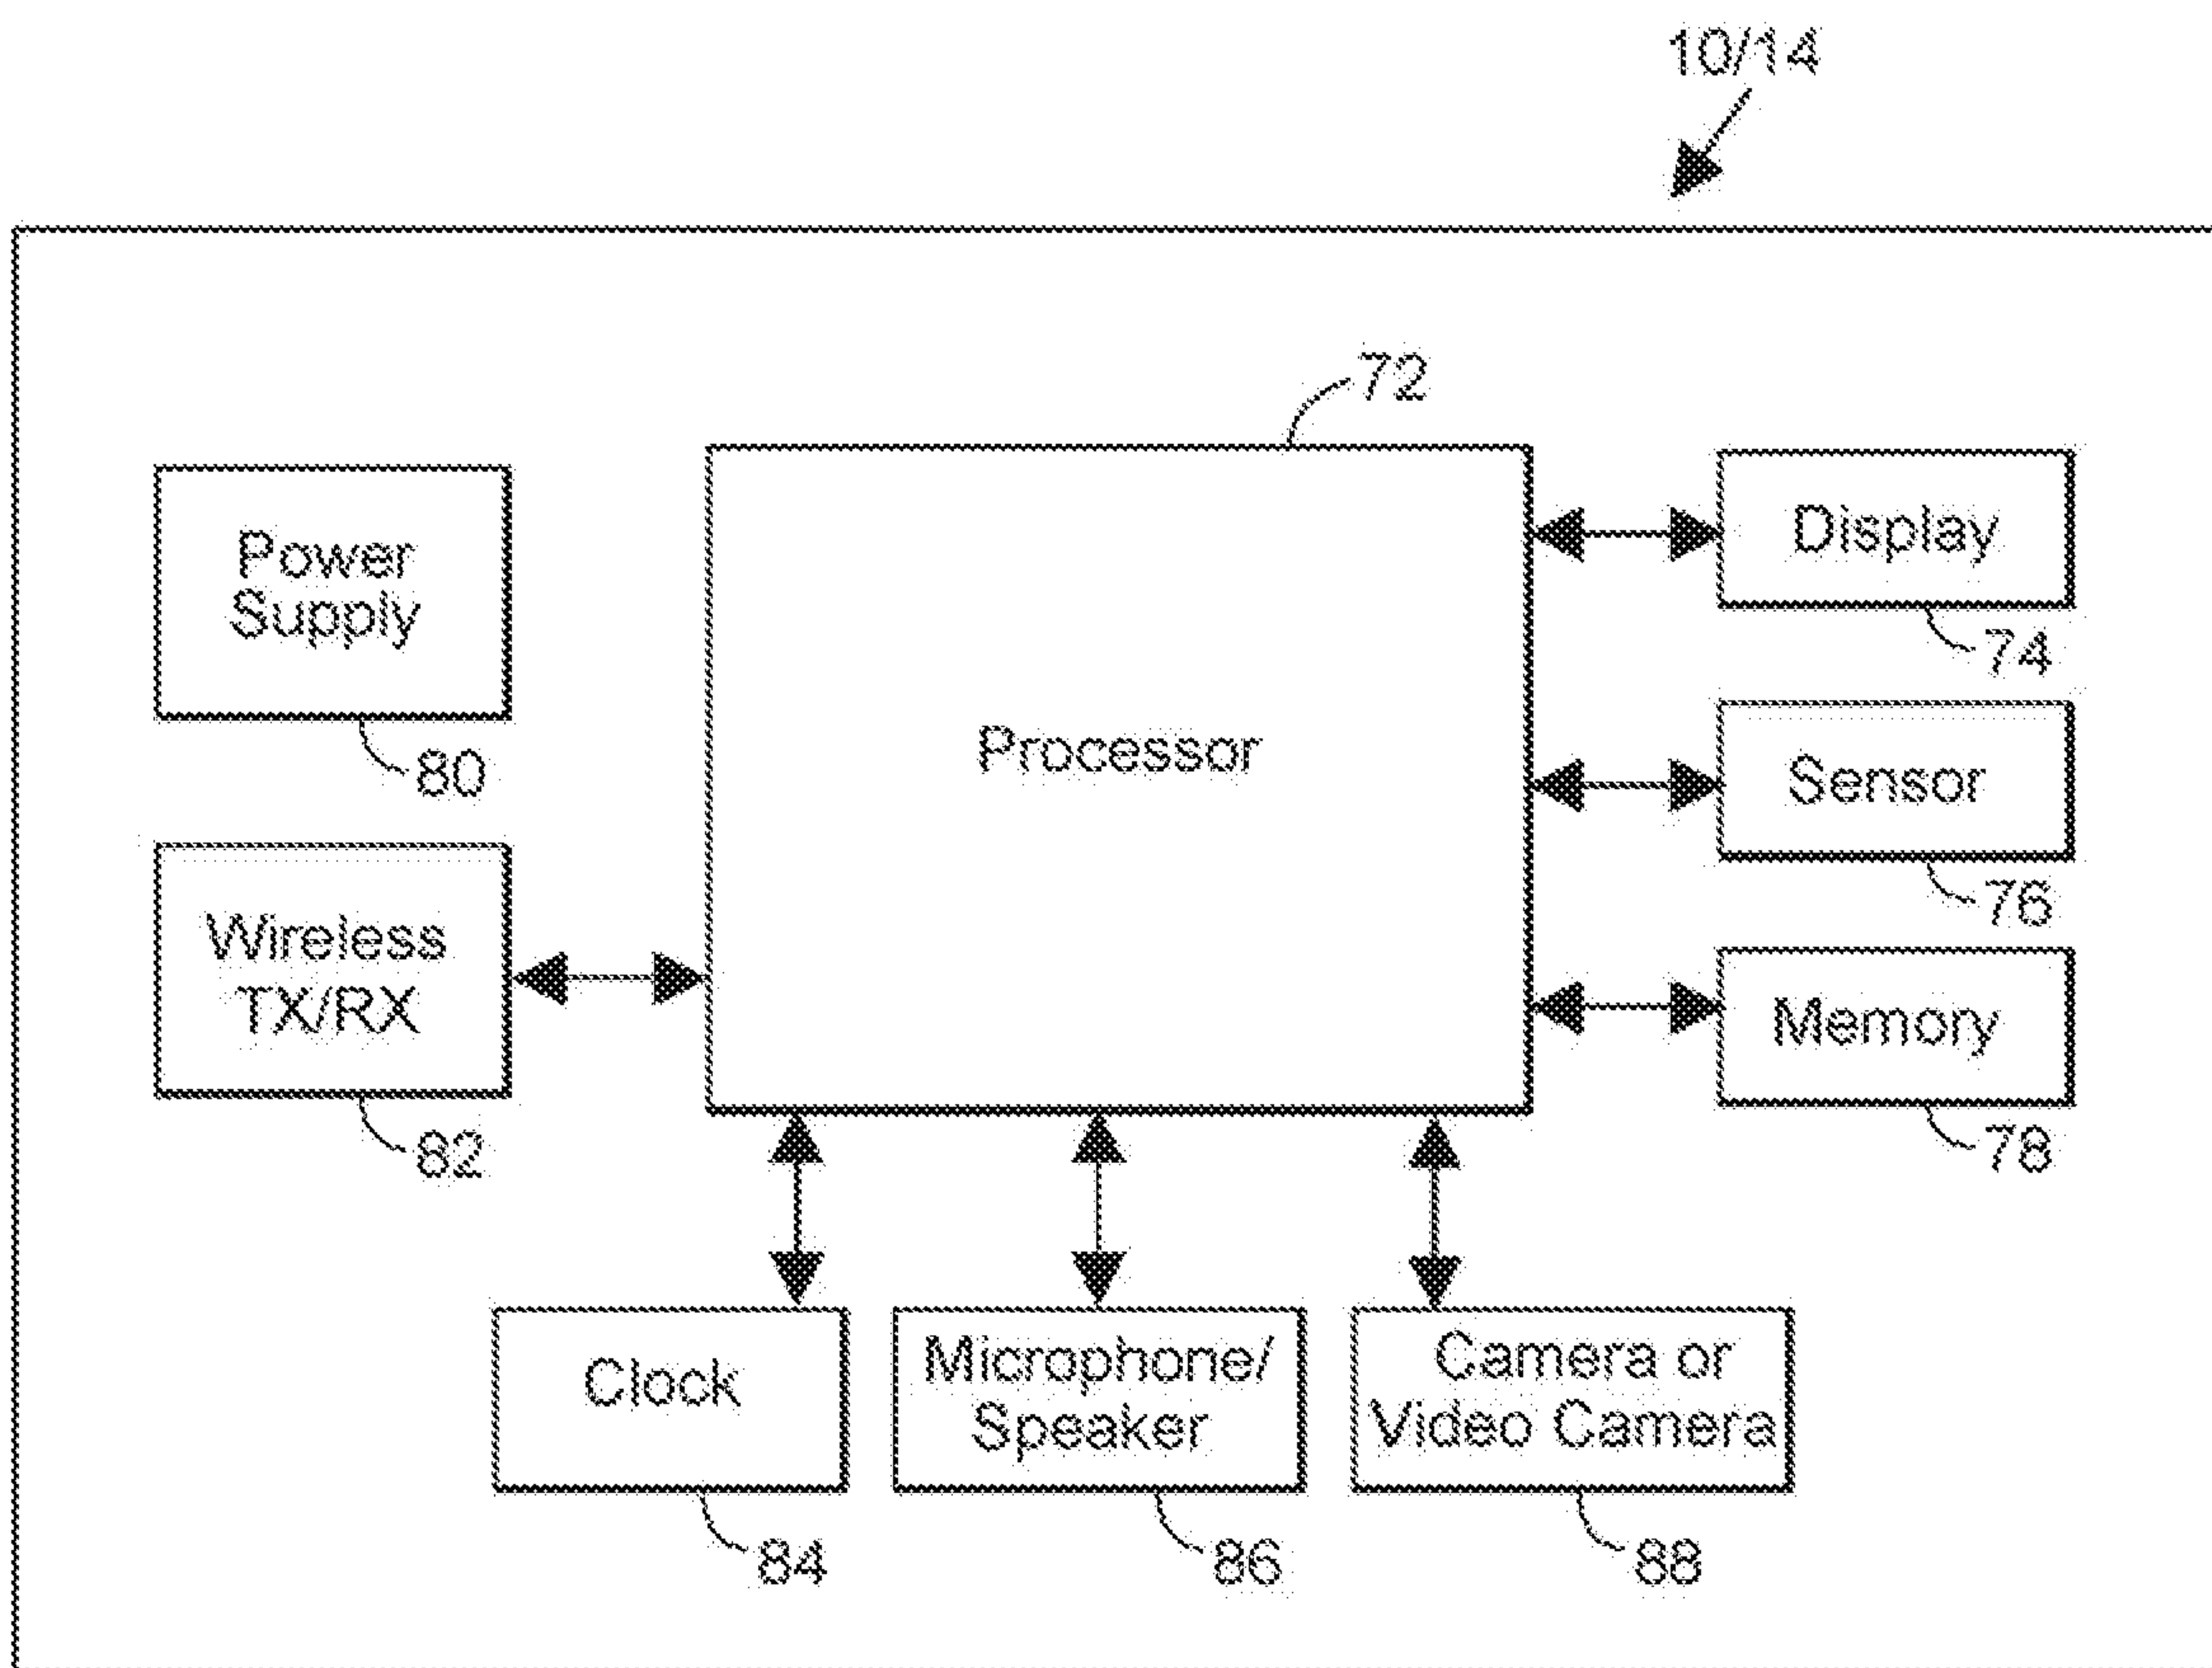 10/14
72
Power
Supply
80
Processor
Display
74
Sensor
76
Wireless
TX/RX
82
Memory
78
Clock
84
Microphone/
Speaker
86
Camera or
Video Camera
88